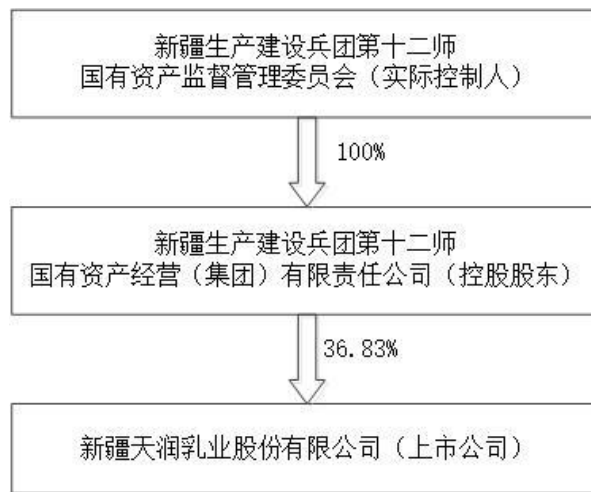 新疆生产建设兵团第十二师
国有资产监督管理委员会（实际控制人）
100%
新疆生产建设兵团第十二师
国有资产经营（集团）有限责任公司（控股股东）
36.83%
新疆天润乳业股份有限公司（上市公司）